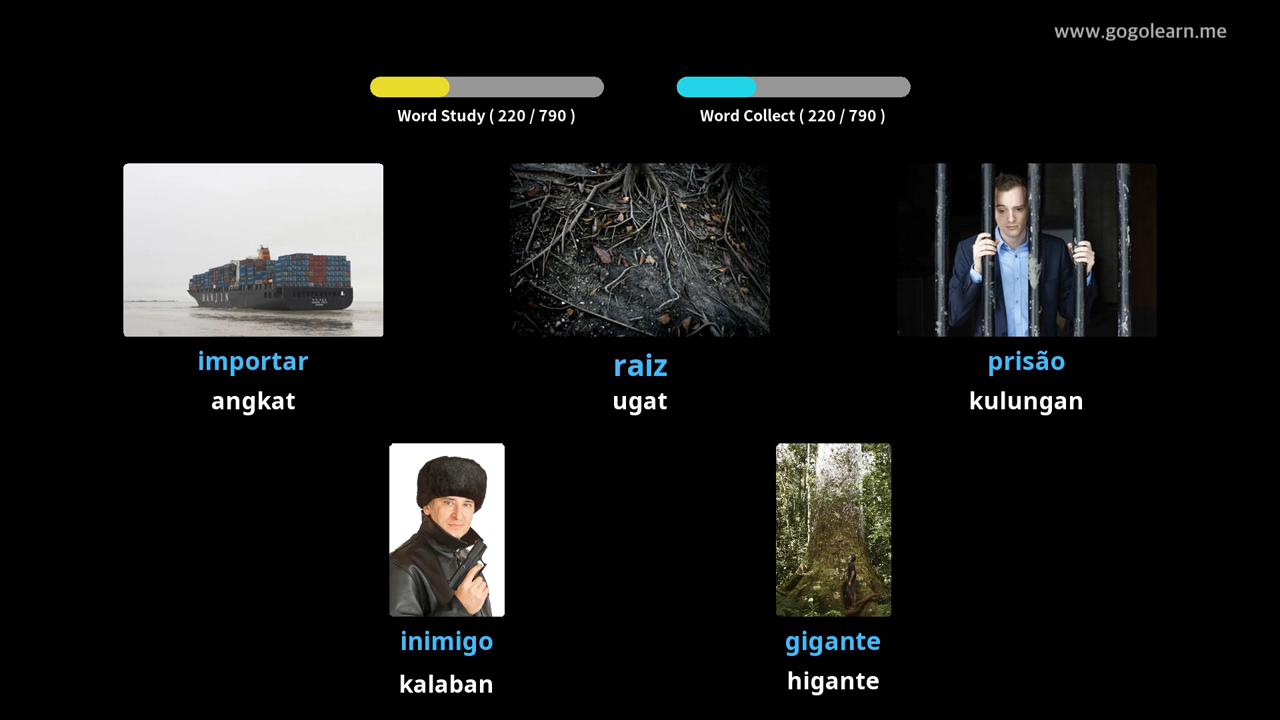 www.gogolearn.me
Word Study ( 220 / 790 )
Word Collect ( 220 / 790 )
importar
raiz
prisão
angkat
ugat
kulungan
inimigo
gigante
kalaban
higante